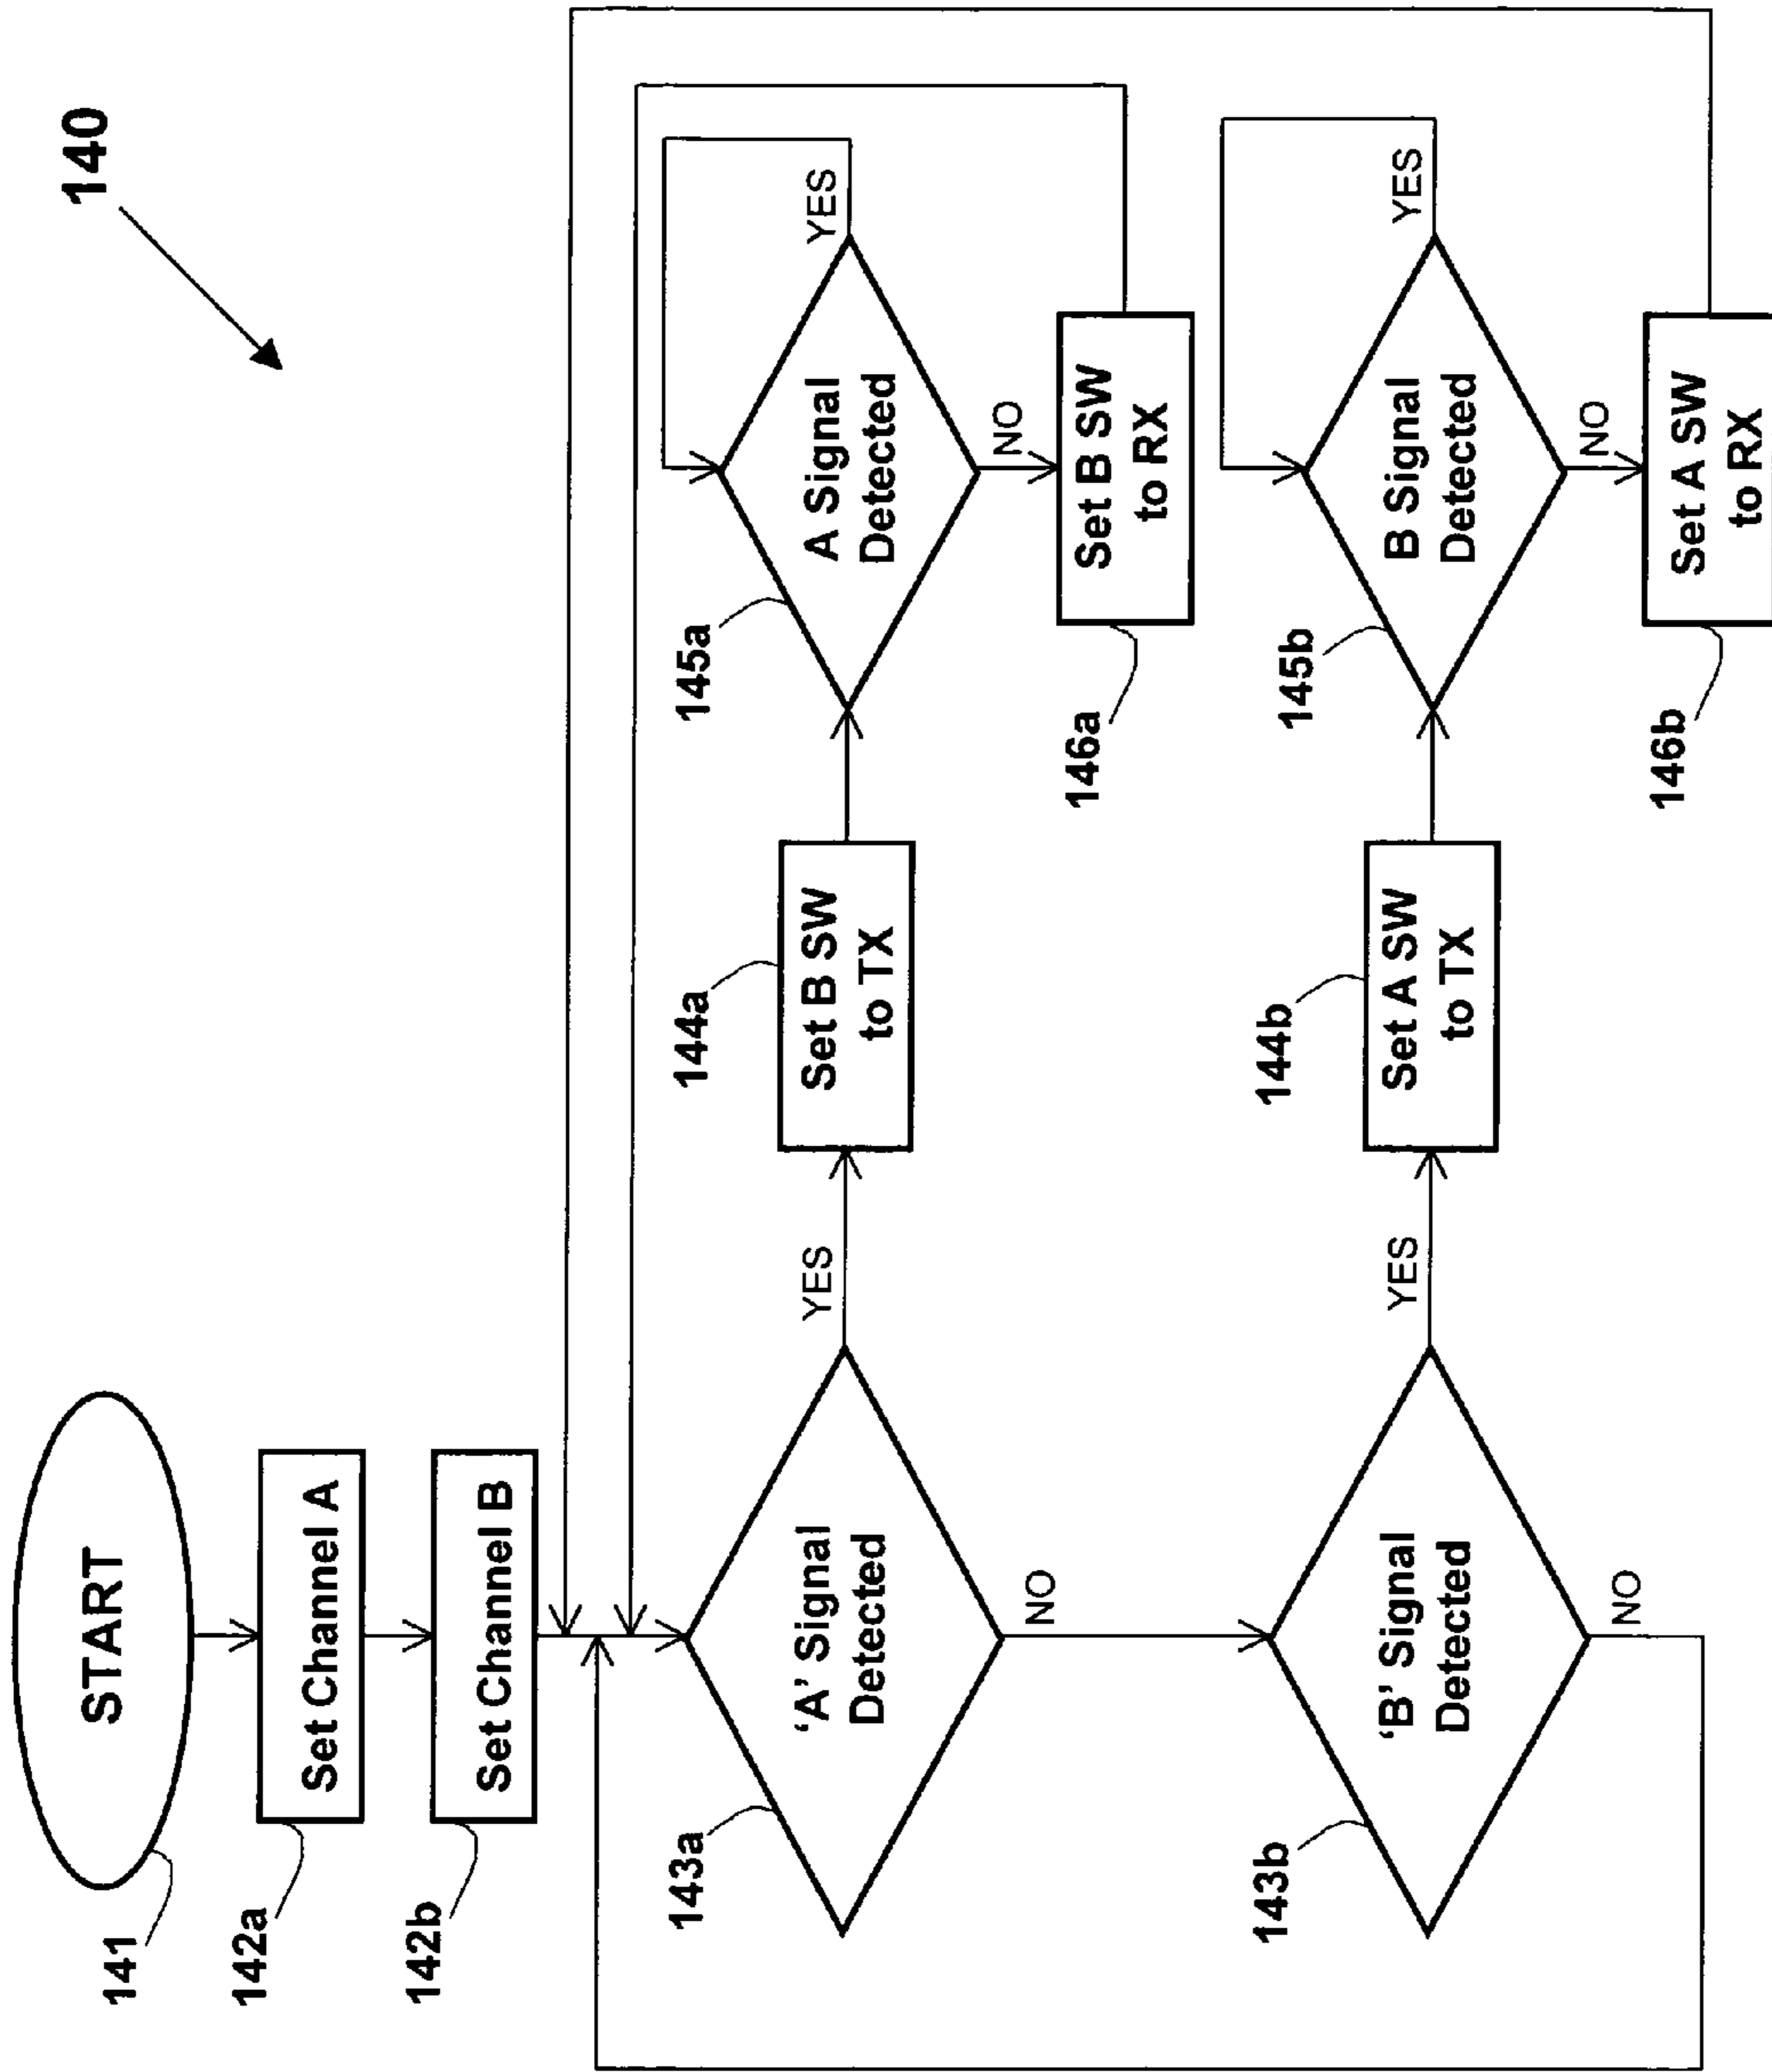 140
START
141
Set Channel A
142a
Set Channel B
142b
‘A’ Signal
Detected
143a
YES
NO
Set B SW
to TX
144a
A Signal
Detected
145a
YES
NO
Set B SW
to RX
146a
‘B’ Signal
Detected
143b
YES
NO
Set A SW
to TX
144b
B Signal
Detected
145b
YES
NO
Set A SW
to RX
146b